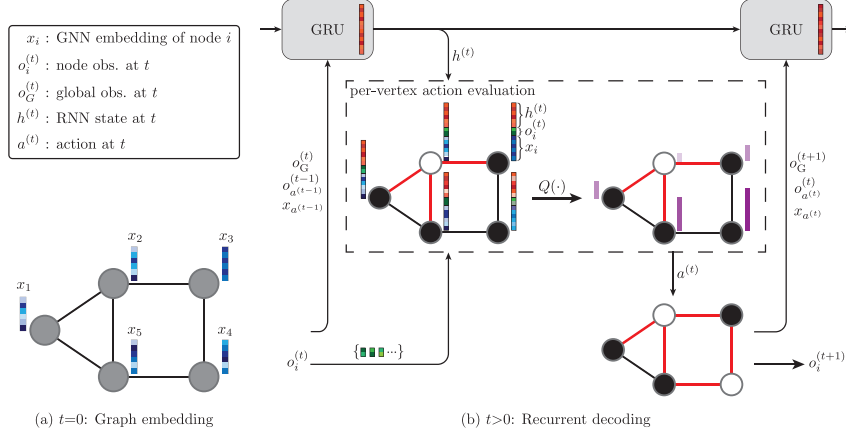 x_i : GNN embedding of node i
o_i^{(t)} : node obs. at t
o_G^{(t)} : global obs. at t
h^{(t)} : RNN state at t
a^{(t)} : action at t
x_1
x_2
x_3
x_5
x_4
(a) t=0: Graph embedding
GRU
GRU
h^{(t)}
per-vertex action evaluation
h^{(t)}
o_i^{(t)}
x_i
Q(·)
o_G^{(t)}
o_{a^{(t-1)}}^{(t-1)}
x_{a^{(t-1)}}
o_G^{(t+1)}
o_{a^{(t)}}^{(t)}
x_{a^{(t)}}
a^{(t)}
o_i^{(t)}
{ ...}
o_i^{(t+1)}
(b) t>0: Recurrent decoding